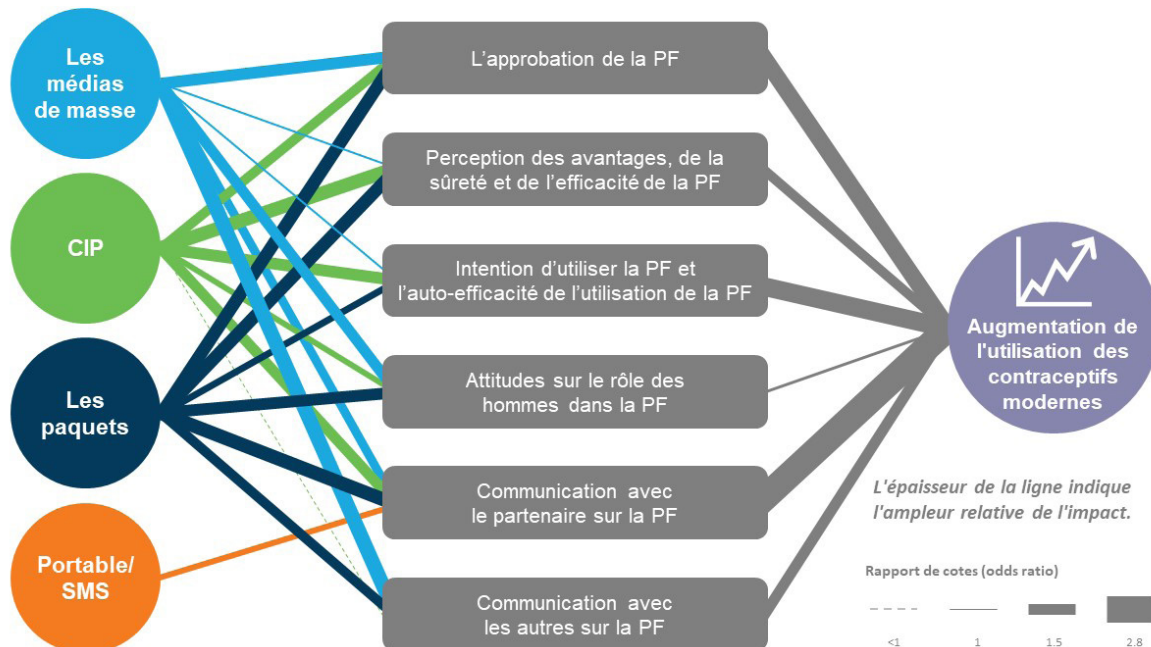 Les
médias
de masse
CIP
Les
paquets
Portable/
SMS
L'approbation de la PF
Perception des avantages, de la
sûreté et de l'efficacité de la PF
Intention d'utiliser la PF et
l'auto-efficacité de l'utilisation de la PF
Attitudes sur le rôle des
hommes dans la PF
Communication avec
le partenaire sur la PF
Communication avec
les autres sur la PF
Augmentation de
l'utilisation des
contraceptifs
modernes
L'épaisseur de la ligne indique
l'ampleur relative de l'impact.
Rapport de cotes (odds ratio)
<1 1 1.5 2.8